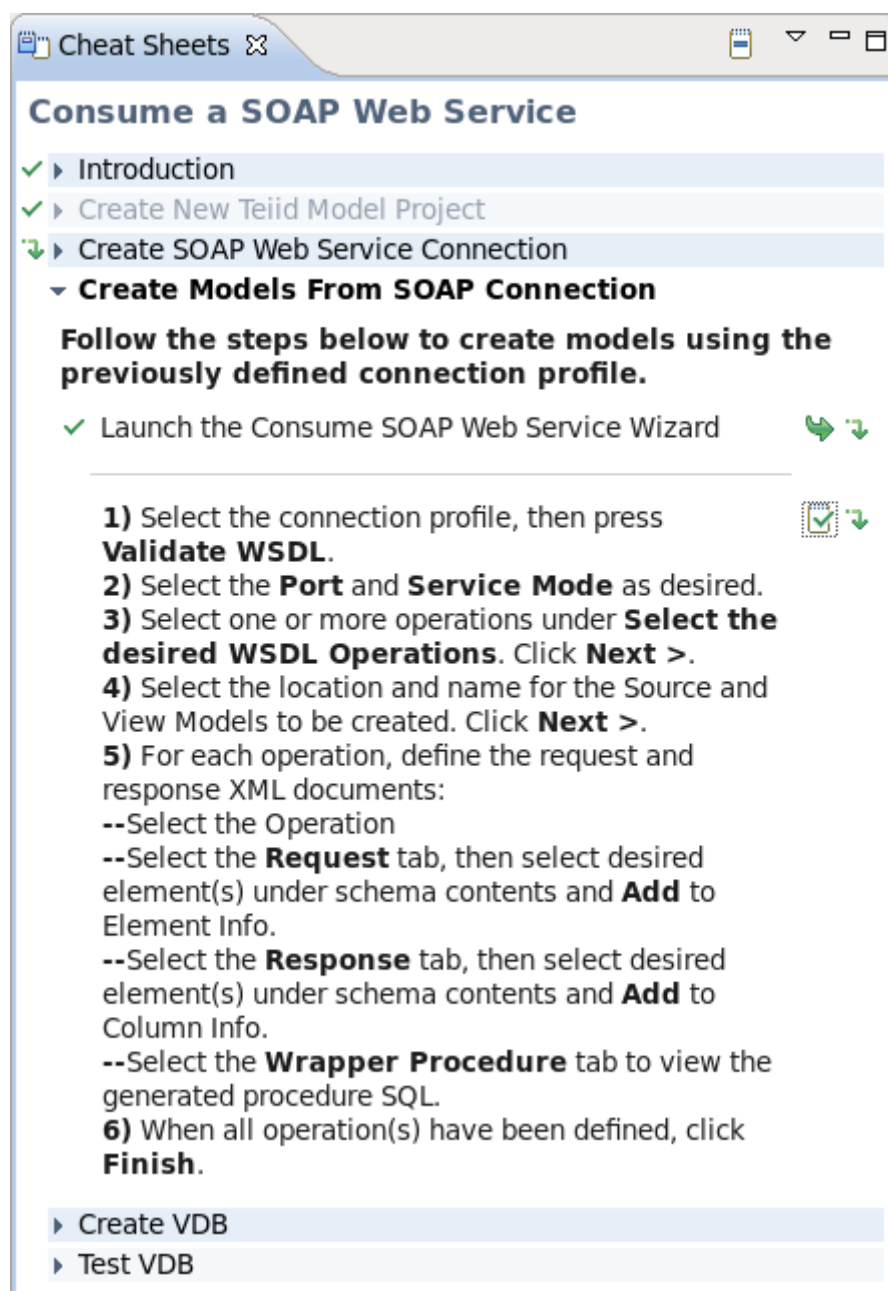 Cheat Sheets
Consume a SOAP Web Service
Introduction
Create New Teiid Model Project
Create SOAP Web Service Connection
Create Models From SOAP Connection
Follow the steps below to create models using the
previously defined connection profile.
Launch the Consume SOAP Web Service Wizard
1) Select the connection profile, then press
Validate WSDL.
2) Select the Port and Service Mode as desired.
3) Select one or more operations under Select the
desired WSDL Operations. Click Next >.
4) Select the location and name for the Source and
View Models to be created. Click Next >.
5) For each operation, define the request and
response XML documents:
--Select the Operation
--Select the Request tab, then select desired
element(s) under schema contents and Add to
Element Info.
--Select the Response tab, then select desired
element(s) under schema contents and Add to
Column Info.
--Select the Wrapper Procedure tab to view the
generated procedure SQL.
6) When all operation(s) have been defined, click
Finish.
Create VDB
Test VDB